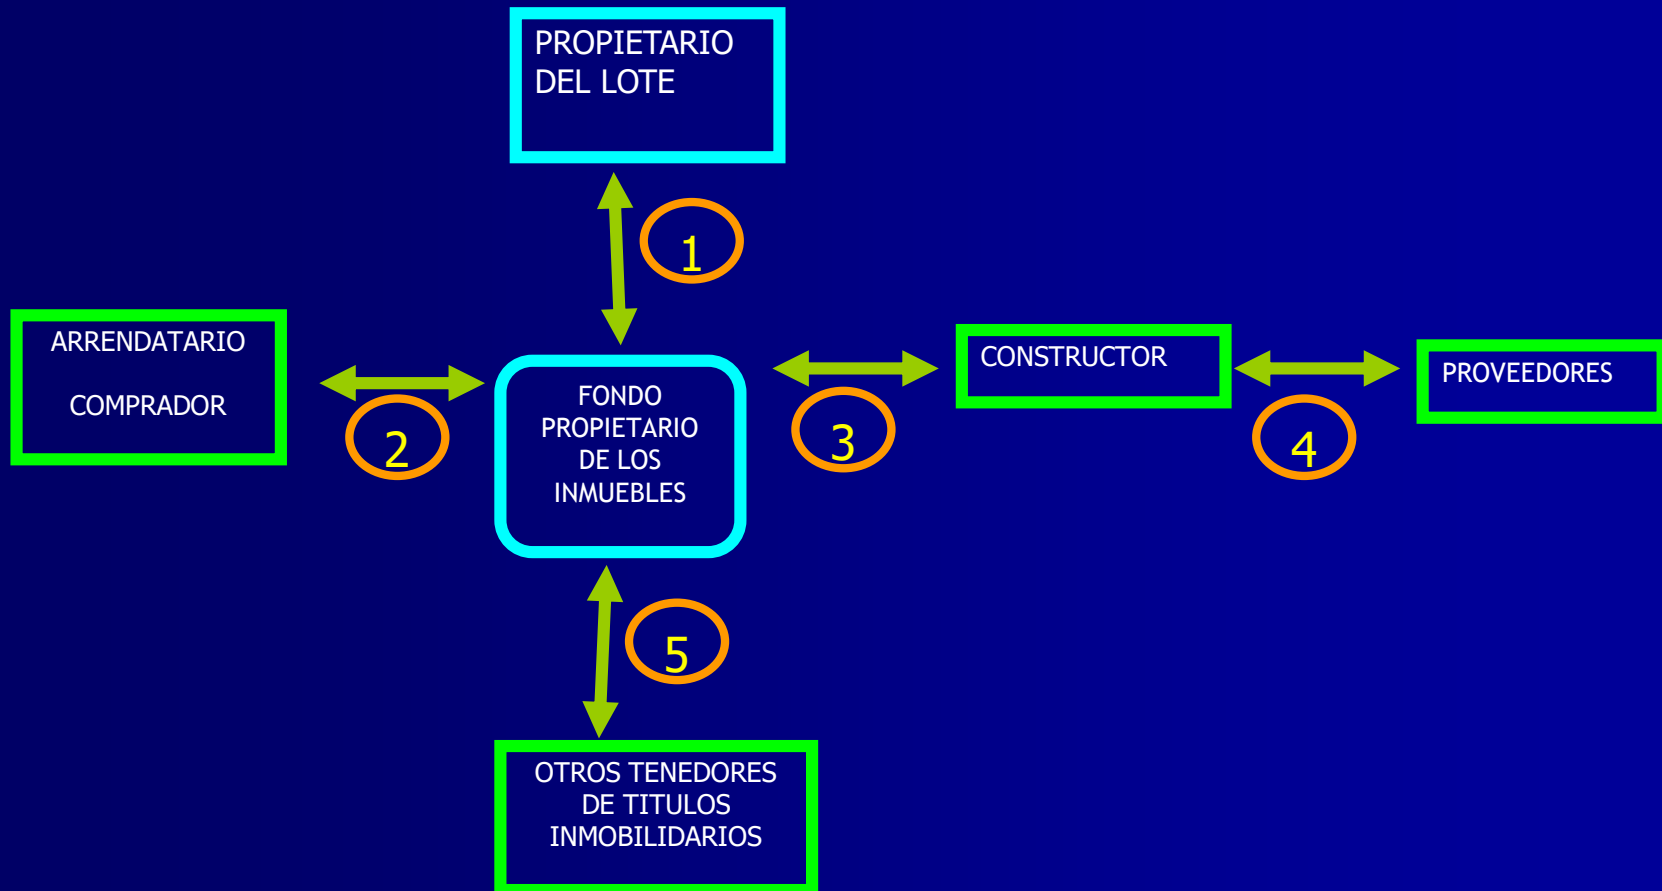 PROPIETARIO
DEL LOTE
1
ARRENDATARIO
COMPRADOR
2
FONDO
PROPIETARIO
DE LOS
INMUEBLES
3
CONSTRUCTOR
4
PROVEEDORES
5
OTROS TENEDORES
DE TITULOS
INMOBILIDARIOS